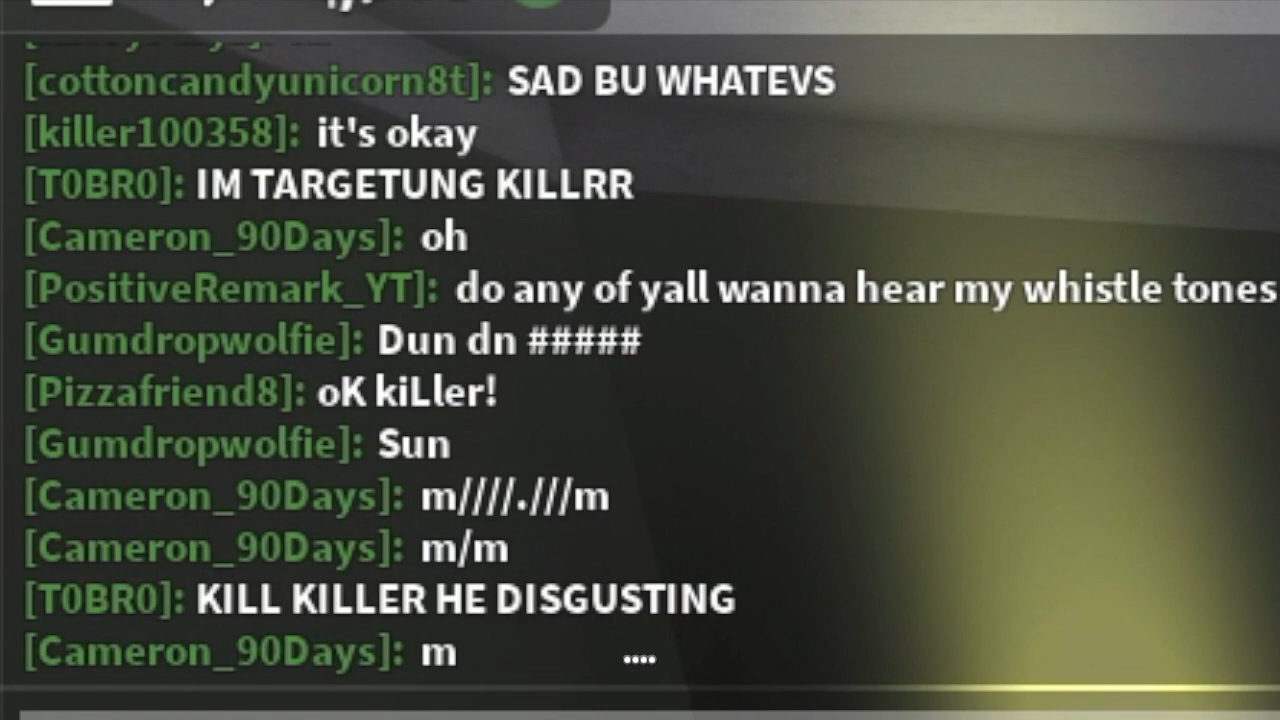 [cottoncandyunicorn8t]: SAD BU WHATEVS
[killer100358]: it's okay
[T0BR0]: IM TARGETUNG KILLRR
[Cameron_90Days]: oh
[PositiveRemark_YT]: do any of yall wanna hear my whistle tones
[Gumdropwolfie]: Dun dn #####
[Pizzafriend8]: oK kiLler!
[Gumdropwolfie]: Sun
[Cameron_90Days]: m////.///m
[Cameron_90Days]: m/m
[T0BR0]: KILL KILLER HE DISGUSTING
[Cameron_90Days]: m